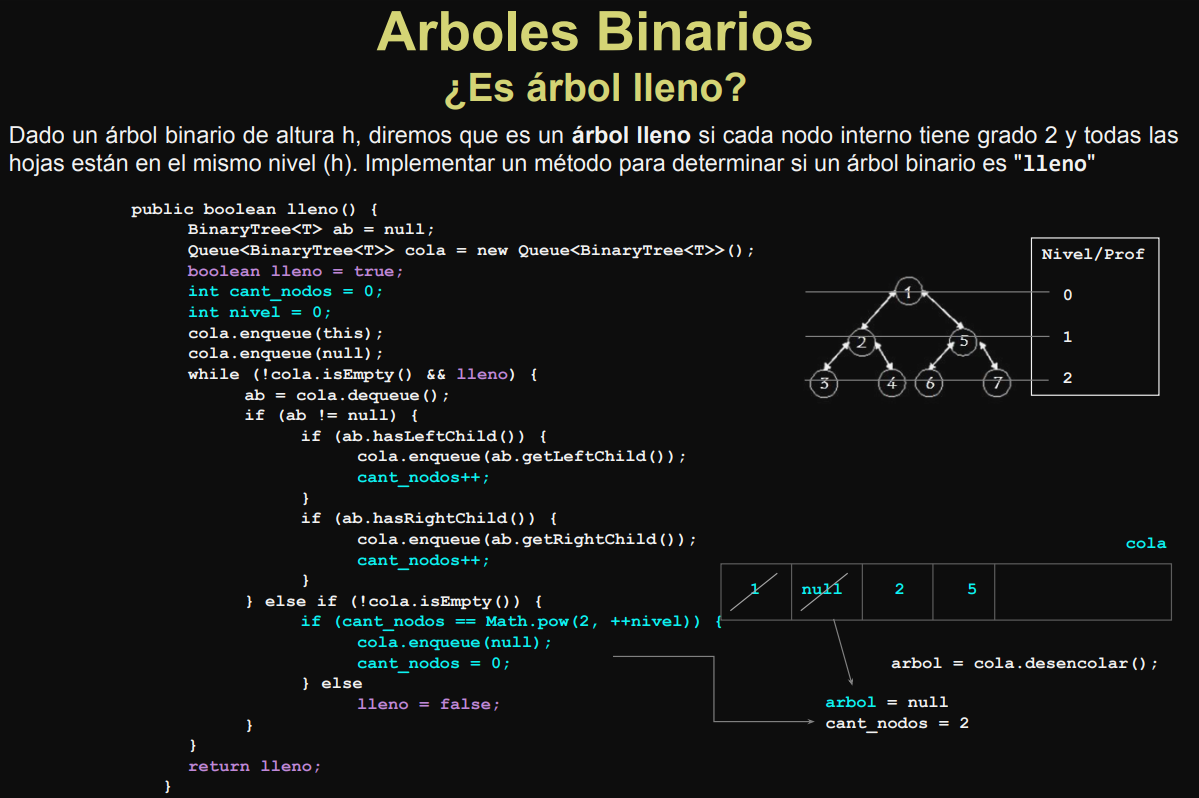 Arboles Binarios
¿Es árbol lleno?
Dado un árbol binario de altura h, diremos que es un árbol lleno si cada nodo interno tiene grado 2 y todas las
hojas están en el mismo nivel (h). Implementar un método para determinar si un árbol binario es "lleno"
public boolean lleno() {
BinaryTree<T> ab = null;
Queue<BinaryTree<T>> cola = new Queue<BinaryTree<T>>();
boolean lleno = true;
int cant_nodos = 0;
int nivel = 0;
cola.enqueue(this);
cola.enqueue(null);
while (!cola.isEmpty() && lleno) {
ab = cola.dequeue();
if (ab != null) {
if (ab.hasLeftChild()) {
cola.enqueue(ab.getLeftChild());
cant_nodos++;
}
if (ab.hasRightChild()) {
cola.enqueue(ab.getRightChild());
cant_nodos++;
}
} else if (!cola.isEmpty()) {
if (cant_nodos == Math.pow(2, ++nivel)) {
cola.enqueue(null);
cant_nodos = 0;
} else
lleno = false;
}
}
return lleno;
}
Nivel/Prof
1 0
2 5 1
3 4 6 7 2
cola
1 null 2 5
arbol = cola.desencolar();
arbol = null
cant_nodos = 2